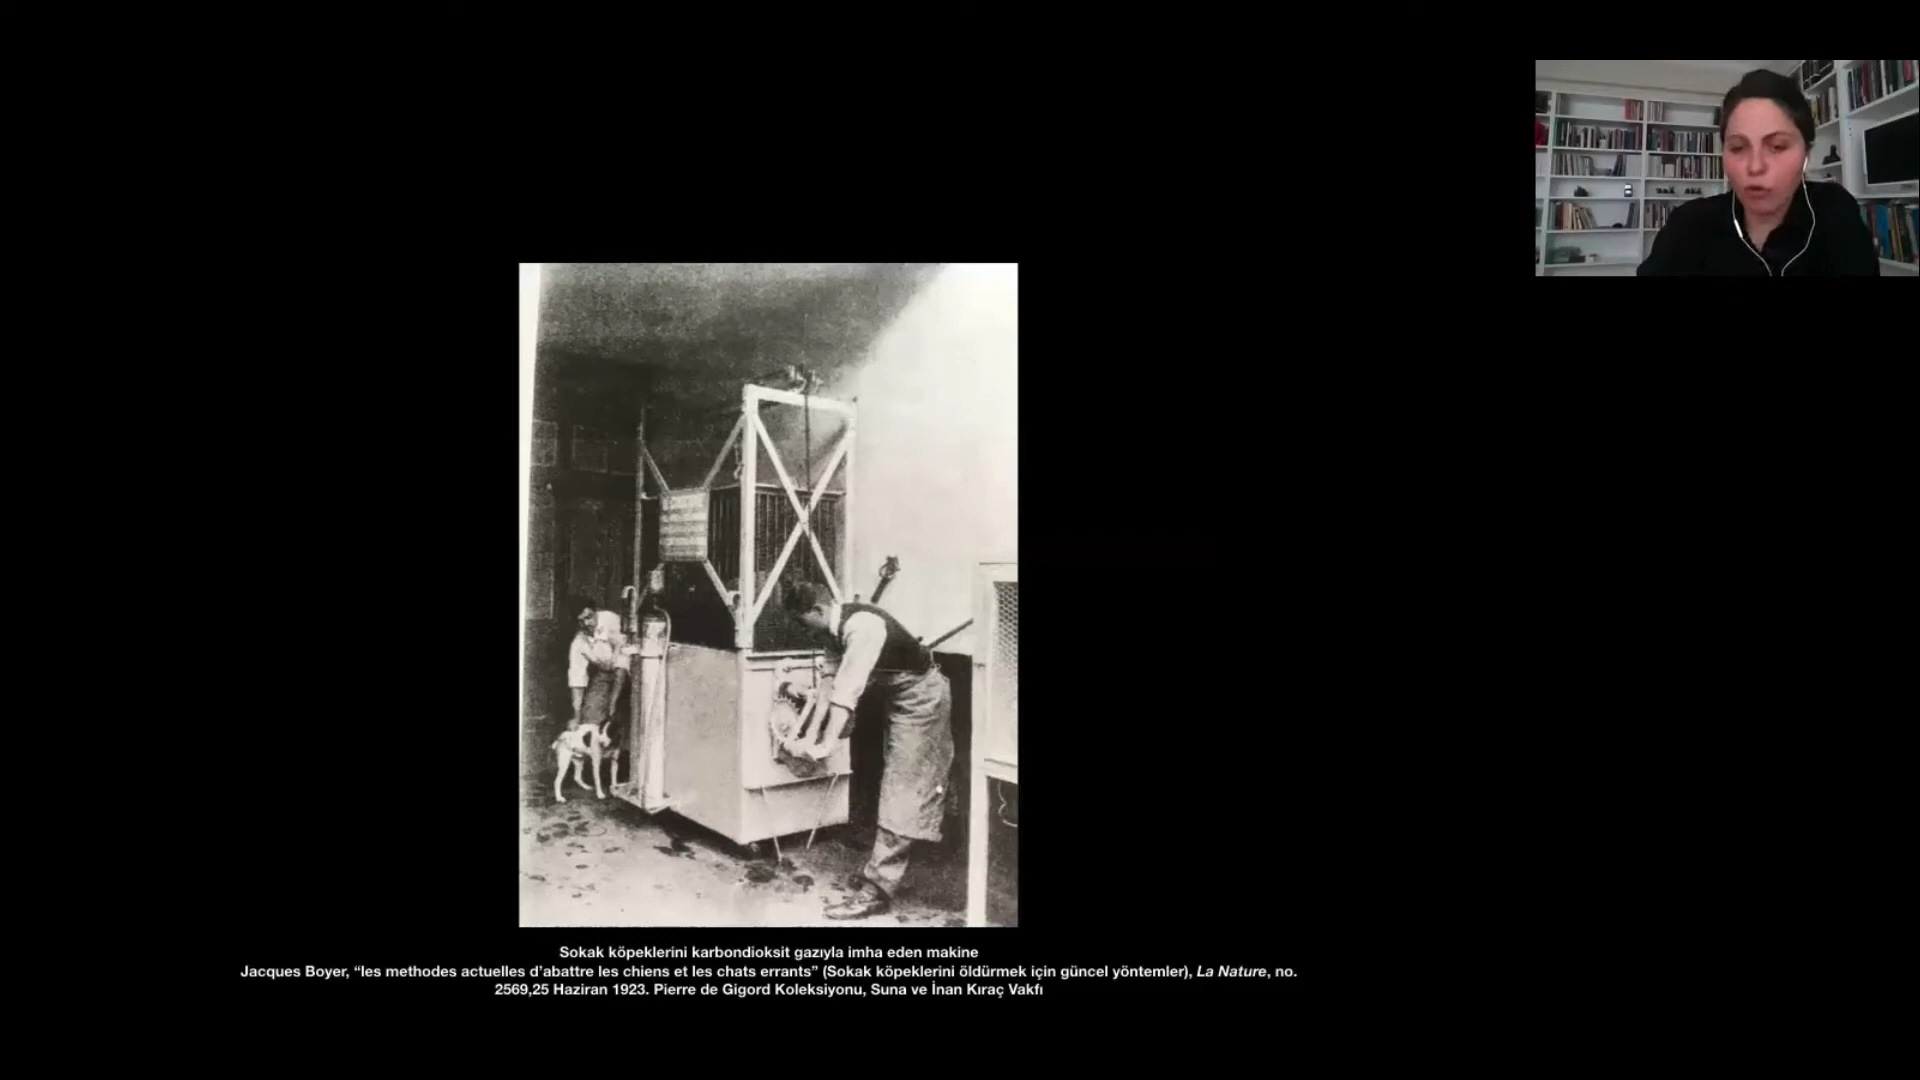 Sokak köpeklerini karbondioksit gazıyla imha eden makine
Jacques Boyer, “les methodes actuelles d’abattre les chiens et les chats errants” (Sokak köpeklerini öldürmek için güncel yöntemler), La Nature, no.
2569,25 Haziran 1923. Pierre de Gigord Koleksiyonu, Suna ve İnan Kıraç Vakfı